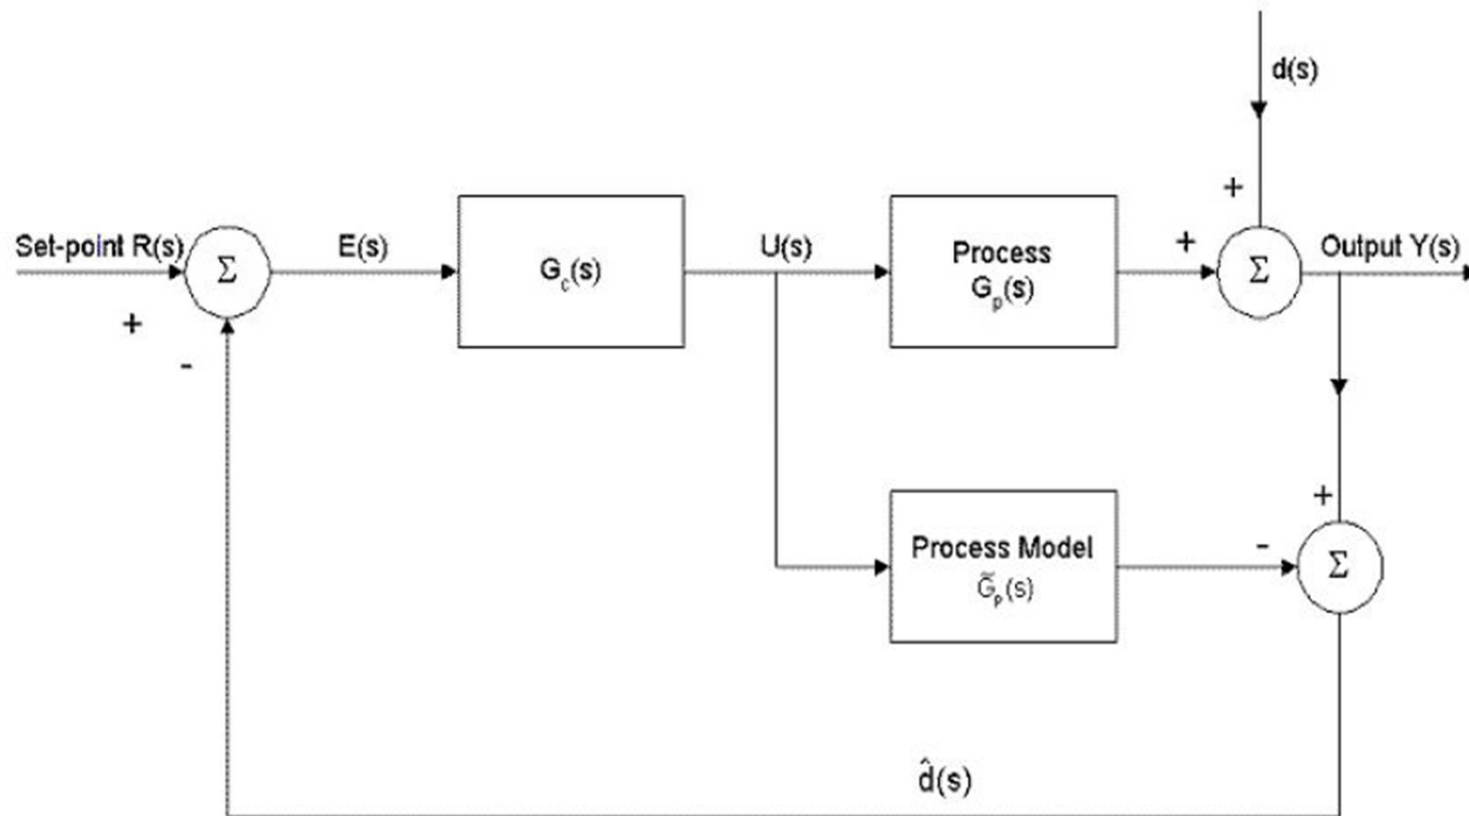 d(s)
+
Set-point R(s)
Σ
E(s)
G_c(s)
U(s)
Process
G_p(s)
+
Σ
Output Y(s)
+
-
+
Process Model
G̃_p(s)
-
Σ
d̂(s)